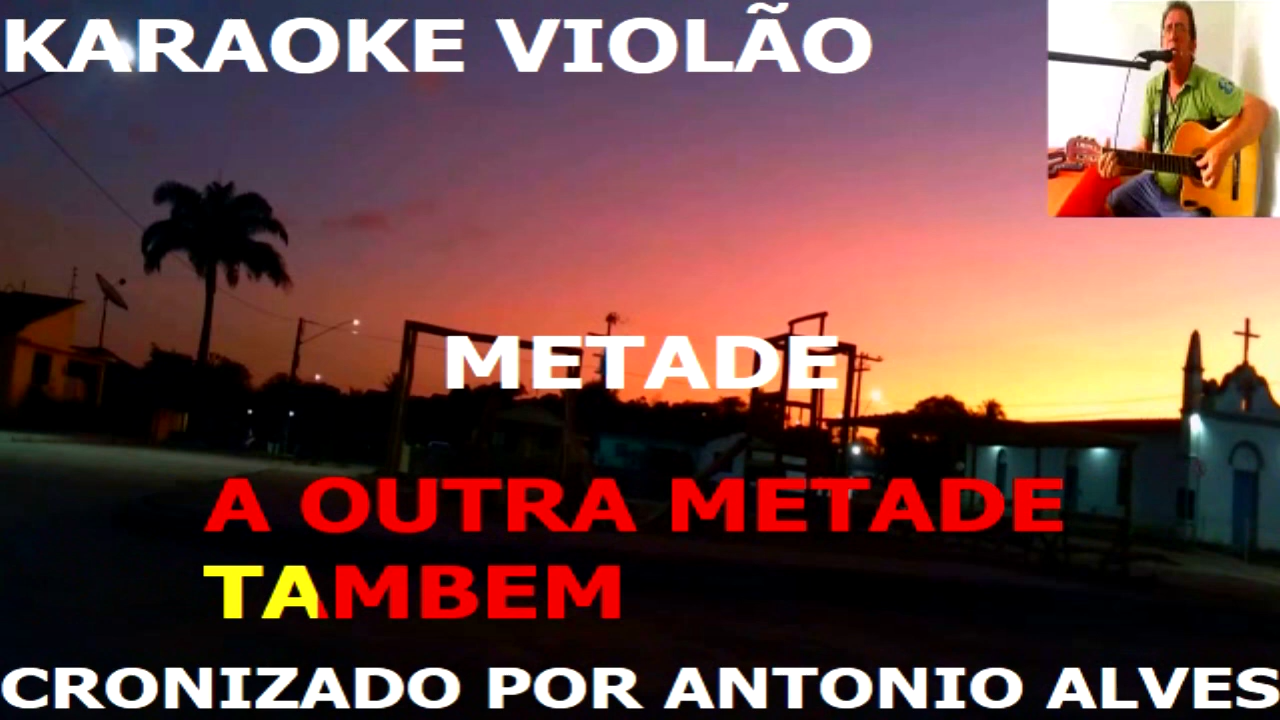 KARAOKE VIOLÃO
METADE
A OUTRA METADE
TAMBEM
CRONIZADO POR ANTONIO ALVES